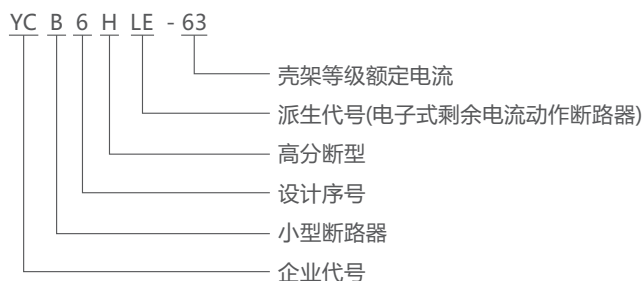 YC B 6 H LE - 63
壳架等级额定电流
派生代号(电子式剩余电流动作断路器)
高分断型
设计序号
小型断路器
企业代号